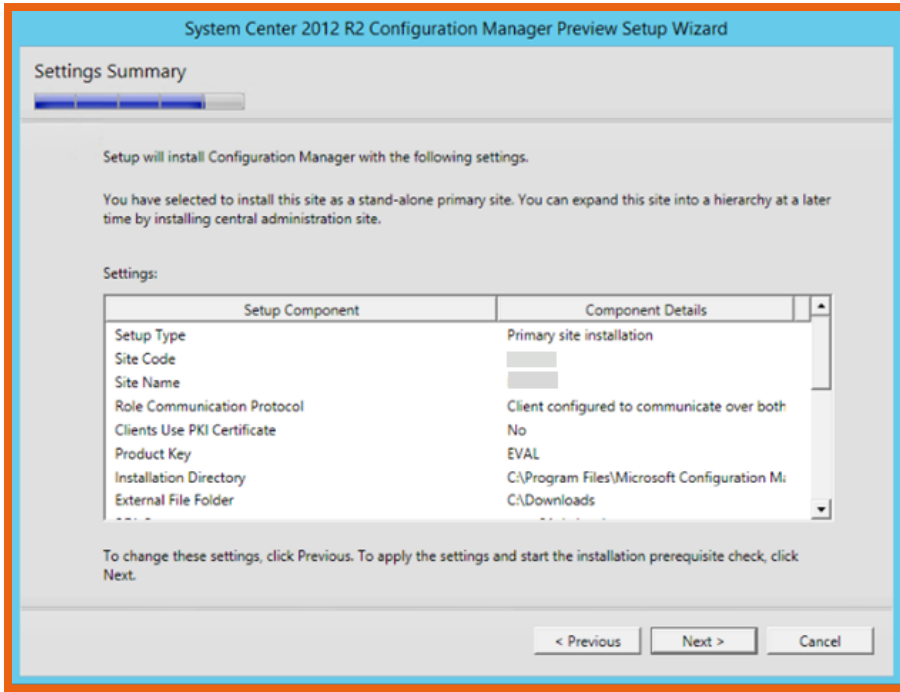 System Center 2012 R2 Configuration Manager Preview Setup Wizard
Settings Summary
Setup will install Configuration Manager with the following settings.
You have selected to install this site as a stand-alone primary site. You can expand this site into a hierarchy at a later
time by installing central administration site.
Settings:
Setup Component Component Details
Setup Type Primary site installation
Site Code
Site Name
Role Communication Protocol Client configured to communicate over both
Clients Use PKI Certificate No
Product Key EVAL
Installation Directory C:\Program Files\Microsoft Configuration Ma
External File Folder C:\Downloads
To change these settings, click Previous. To apply the settings and start the installation prerequisite check, click
Next.
< Previous Next > Cancel